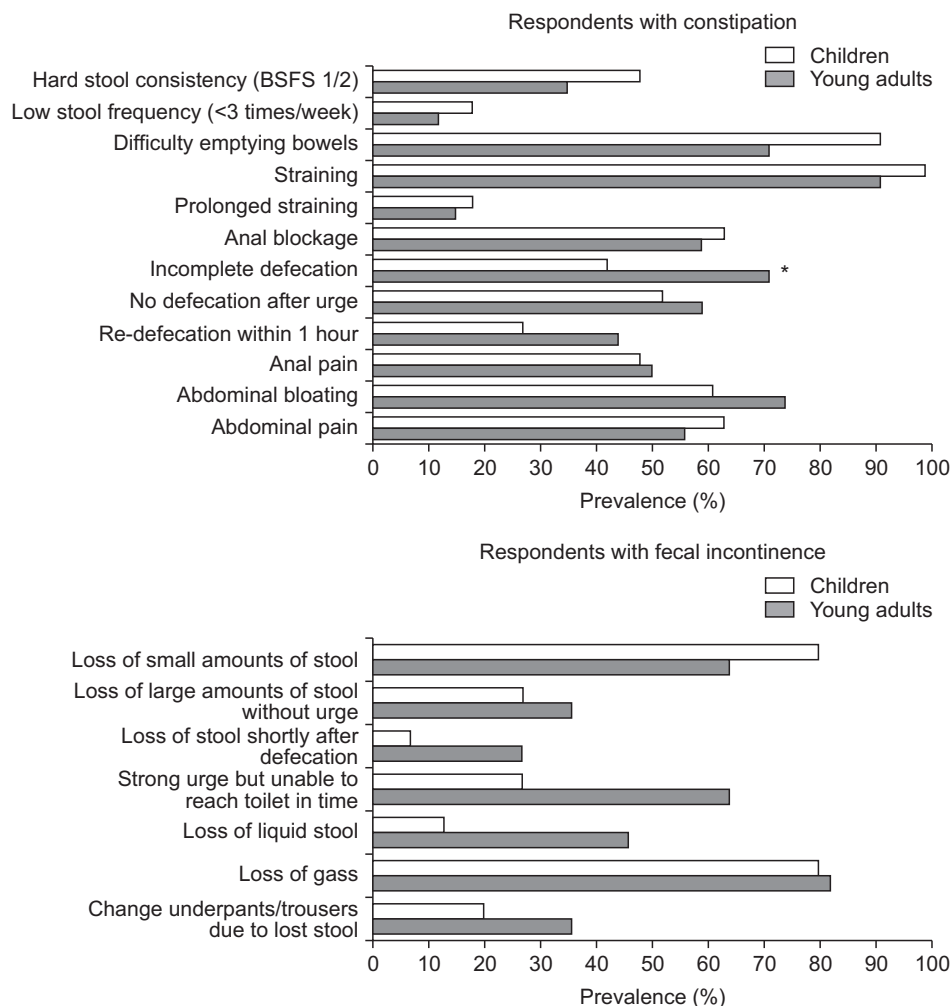 Respondents with constipation
Children
Young adults
Hard stool consistency (BSFS 1/2)
Low stool frequency (<3 times/week)
Difficulty emptying bowels
Straining
Prolonged straining
Anal blockage
Incomplete defecation
*
No defecation after urge
Re-defecation within 1 hour
Anal pain
Abdominal bloating
Abdominal pain
0 10 20 30 40 50 60 70 80 90 100
Prevalence (%)
Respondents with fecal incontinence
Children
Young adults
Loss of small amounts of stool
Loss of large amounts of stool
without urge
Loss of stool shortly after
defecation
Strong urge but unable to
reach toilet in time
Loss of liquid stool
Loss of gass
Change underpants/trousers
due to lost stool
0 10 20 30 40 50 60 70 80 90 100
Prevalence (%)